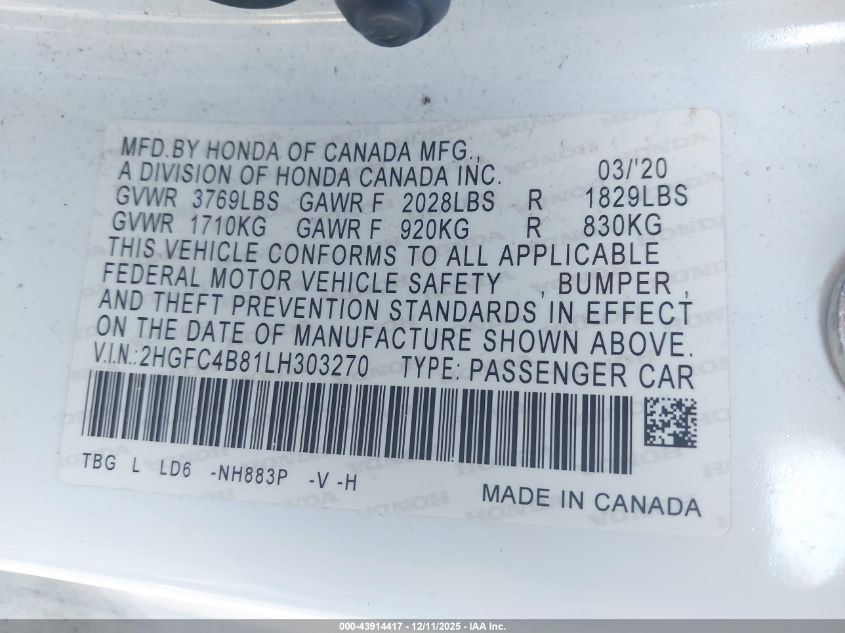 MFD.BY HONDA OF CANADA MFG.,
A DIVISION OF HONDA CANADA INC. 03/'20
GVWR 3769LBS GAWR F 2028LBS R 1829LBS
GVWR 1710KG GAWR F 920KG R 830KG
THIS VEHICLE CONFORMS TO ALL APPLICABLE
FEDERAL MOTOR VEHICLE SAFETY , BUMPER ,
AND THEFT PREVENTION STANDARDS IN EFFECT
ON THE DATE OF MANUFACTURE SHOWN ABOVE.
V.I.N.:2HGFC4B81LH303270 TYPE: PASSENGER CAR
TBG L LD6 -NH883P -V -H
MADE IN CANADA
000-43914417 - 12/11/2025 - IAA Inc.